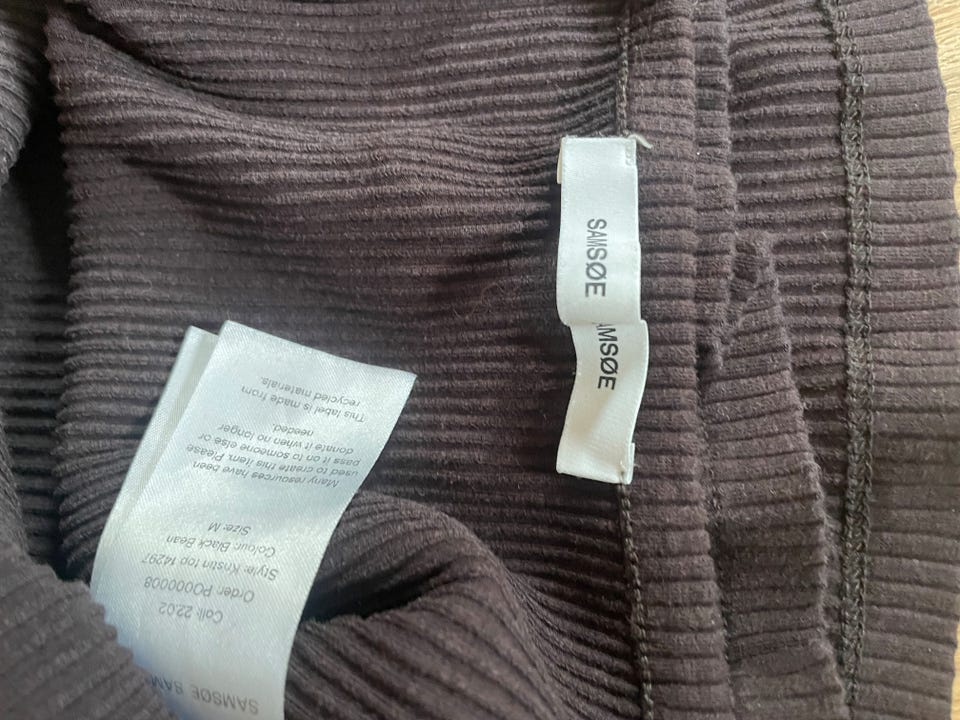 SAMSØE
AMSØE
SAMSØE SAM
Coll: 22.02
Order: PO000008
Style: Kristin top 14297
Colour: Black Bean
Size: M
Many resources have been
used to create this item. Please
pass it on to someone else or
donate it when no longer
needed.
This label is made from
recycled materials.